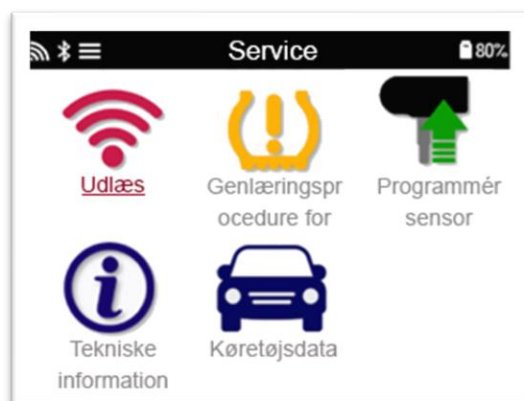 Service
80%
Udlæs
Genlæringspr
ocedure for
Programmér
sensor
Tekniske
information
Køretøjsdata